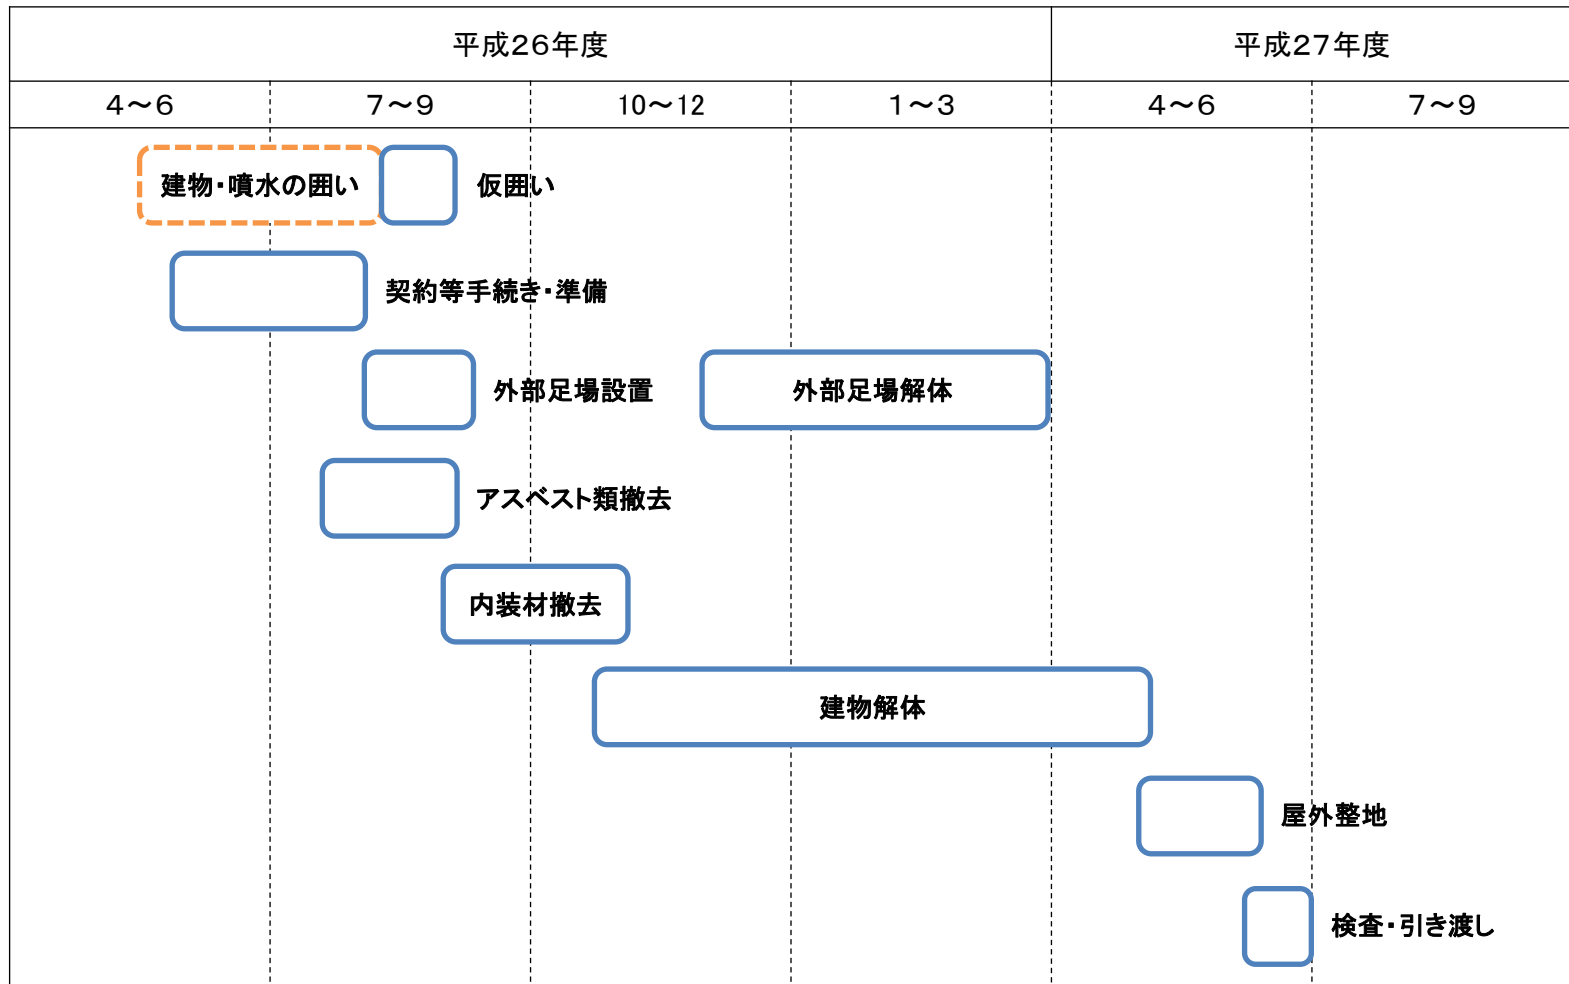 平成２６年度 平成２７年度
４～６ ７～９ 10～12 １～３ ４～６ ７～９
建物・噴水の囲い 仮囲い
契約等手続き・準備
外部足場設置 外部足場解体
アスベスト類撤去
内装材撤去
建物解体
屋外整地
検査・引き渡し